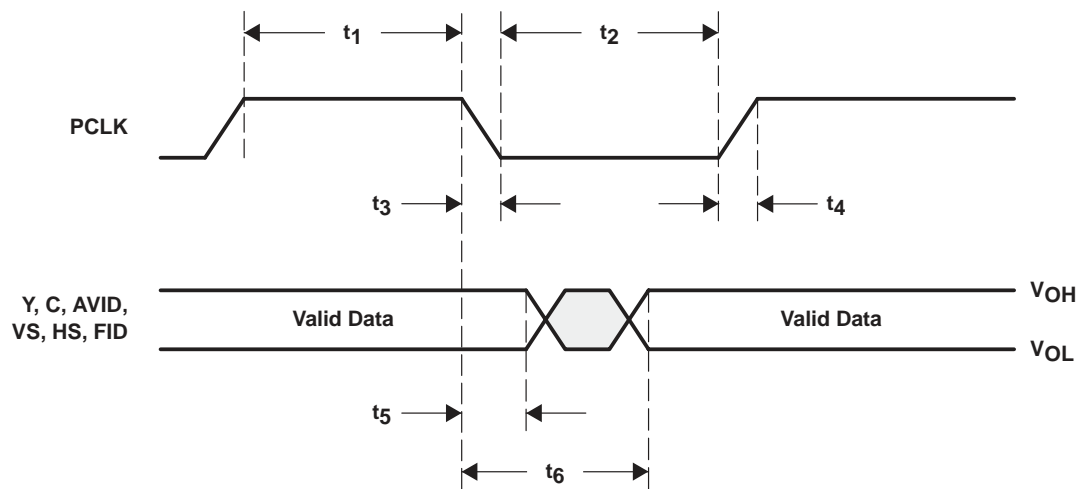 t1
t2
PCLK
t3
t4
Y, C, AVID,
VS, HS, FID
Valid Data
Valid Data
VOH
VOL
t5
t6